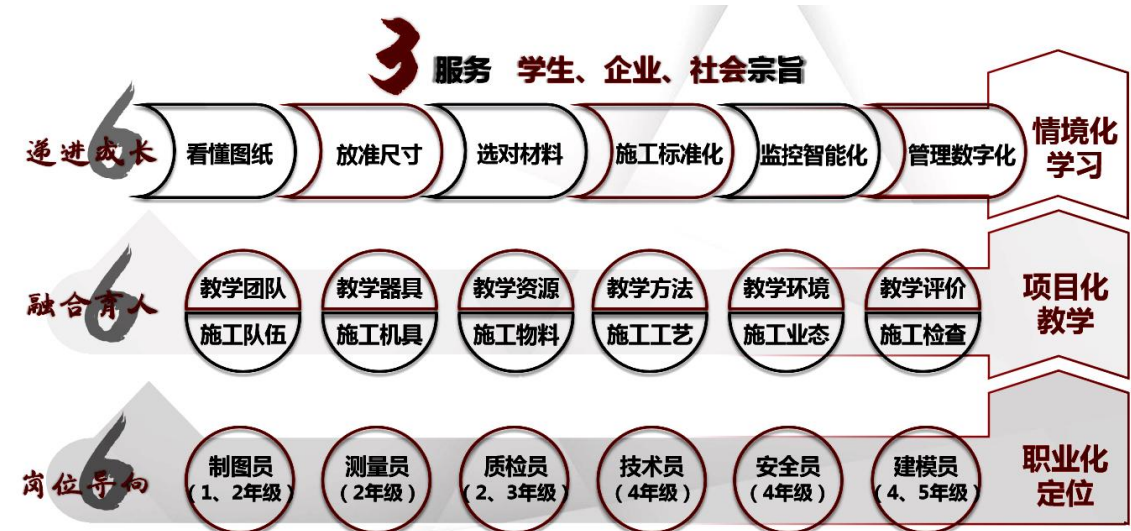 3 服务 学生、企业、社会宗旨
6 递进成长
看懂图纸 放准尺寸 选对材料 施工标准化 监控智能化 管理数字化
情境化
学习
6 融合育人
教学团队 教学器具 教学资源 教学方法 教学环境 教学评价
施工队伍 施工机具 施工物料 施工工艺 施工业态 施工检查
项目化
教学
6 岗位导向
制图员 测量员 质检员 技术员 安全员 建模员
(1、2年级) (2年级) (2、3年级) (4年级) (4年级) (4、5年级)
职业化
定位